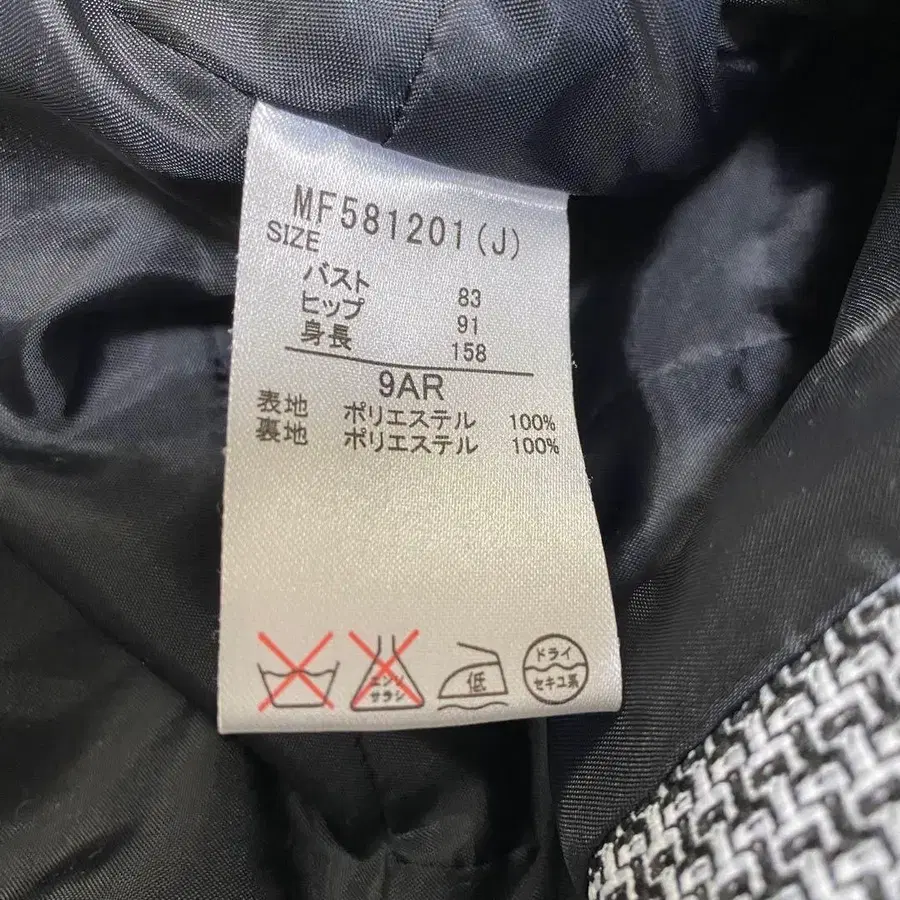 MF581201(J)
SIZE
バスト 83
ヒップ 91
身長 158
9AR
表地 ポリエステル 100%
裏地 ポリエステル 100%
エンソ
サラシ
低
ドライ
セキユ系